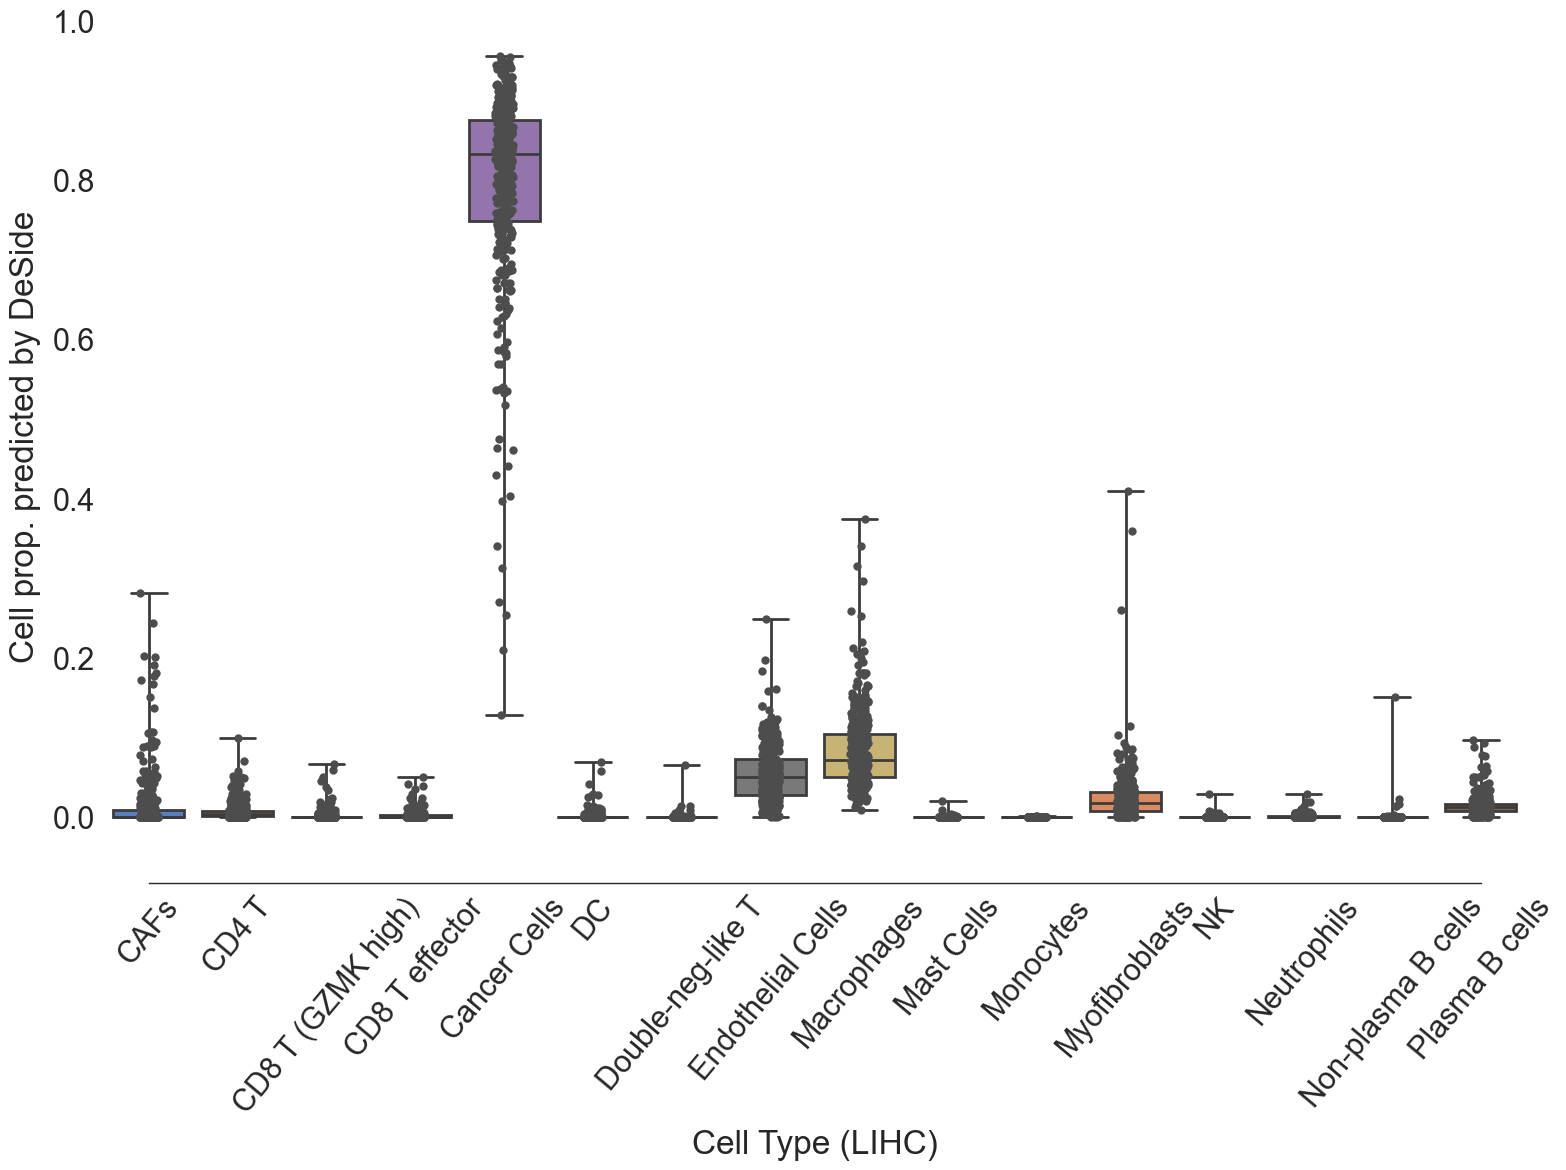 1.0
0.8
0.6
0.4
0.2
0.0
Cell prop. predicted by DeSide
CAFs
CD4 T
CD8 T (GZMK high)
CD8 T effector
Cancer Cells
DC
Double-neg-like T
Endothelial Cells
Macrophages
Mast Cells
Monocytes
Myofibroblasts
NK
Neutrophils
Non-plasma B cells
Plasma B cells
Cell Type (LIHC)